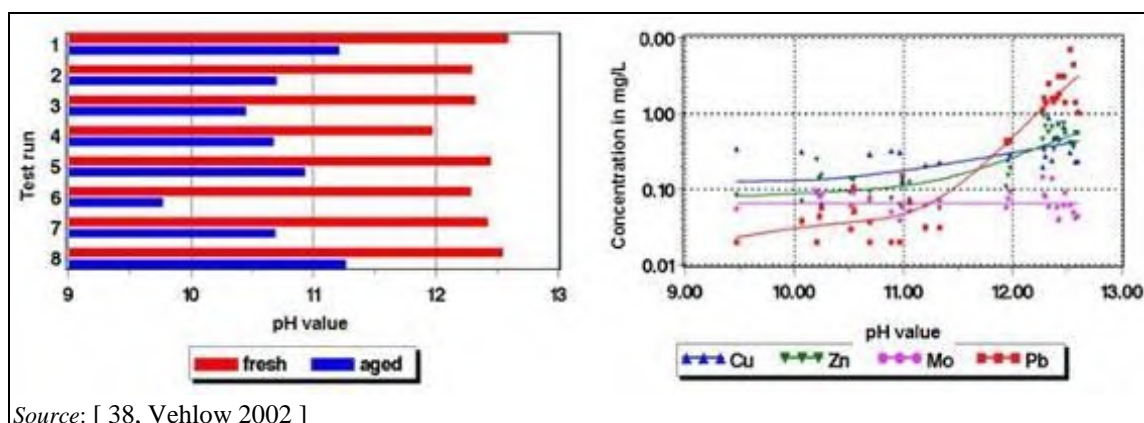 1
2
3
4
5
6
7
8
Test run
9 10 11 12 13
pH value
fresh aged
0.00
1.00
0.10
0.01
Concentration in mg/L
9.00 10.00 11.00 12.00 13.00
pH value
Cu Zn Mo Pb
Source: [ 38, Vehlow 2002 ]